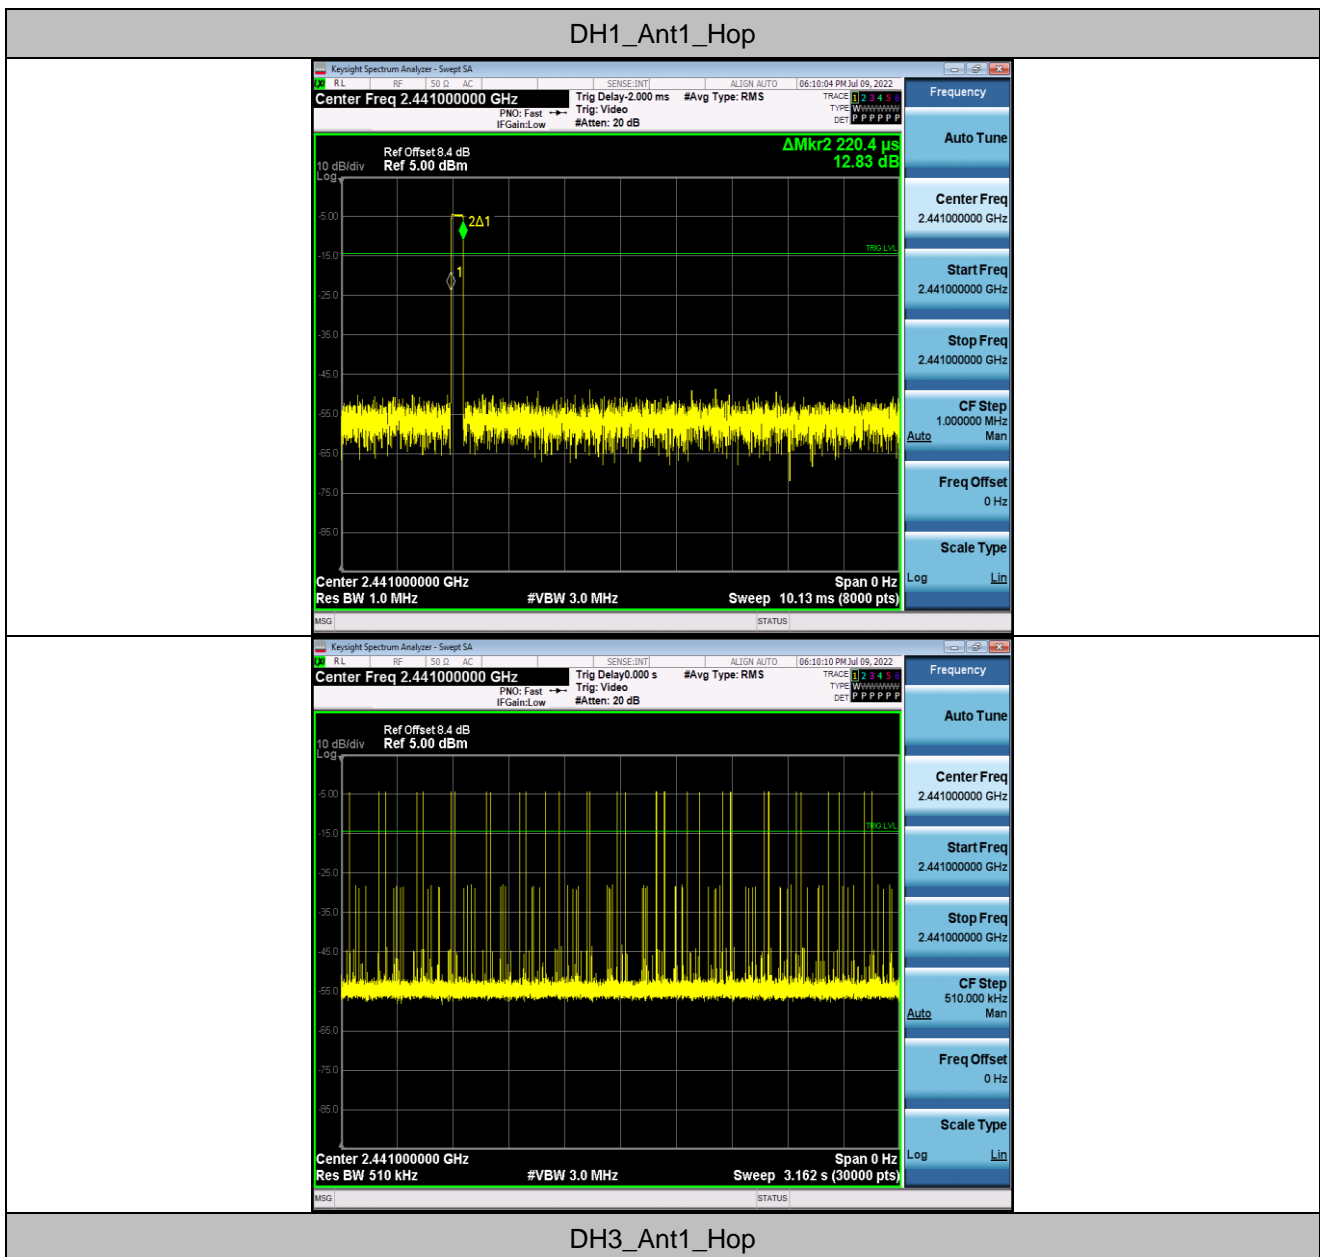 DH1_Ant1_Hop
Keysight Spectrum Analyzer - Swept SA
RL RF 50 Ω AC SENSE:INT ALIGN AUTO 06:10:04 PM Jul 09, 2022
Center Freq 2.441000000 GHz
PNO: Fast
IFGain:Low
Trig Delay-2.000 ms
Trig: Video
#Atten: 20 dB
#Avg Type: RMS
TRACE 1 2 3 4 5 6
TYPE W
DET P P P P P P
Frequency
Auto Tune
ΔMkr2 220.4 µs
12.83 dB
Ref Offset 8.4 dB
10 dB/div Ref 5.00 dBm
Log
-5.00
-15.0
-25.0
-35.0
-45.0
-55.0
-65.0
-75.0
-85.0
2Δ1
1
TRIG LVL
Center Freq
2.441000000 GHz
Start Freq
2.441000000 GHz
Stop Freq
2.441000000 GHz
CF Step
1.000000 MHz
Auto Man
Freq Offset
0 Hz
Scale Type
Log Lin
Center 2.441000000 GHz Span 0 Hz
Res BW 1.0 MHz #VBW 3.0 MHz Sweep 10.13 ms (8000 pts)
MSG STATUS
Keysight Spectrum Analyzer - Swept SA
RL RF 50 Ω AC SENSE:INT ALIGN AUTO 06:10:10 PM Jul 09, 2022
Center Freq 2.441000000 GHz
PNO: Fast
IFGain:Low
Trig Delay0.000 s
Trig: Video
#Atten: 20 dB
#Avg Type: RMS
TRACE 1 2 3 4 5 6
TYPE W
DET P P P P P P
Frequency
Auto Tune
Ref Offset 8.4 dB
10 dB/div Ref 5.00 dBm
Log
-5.00
-15.0
-25.0
-35.0
-45.0
-55.0
-65.0
-75.0
-85.0
TRIG LVL
Center Freq
2.441000000 GHz
Start Freq
2.441000000 GHz
Stop Freq
2.441000000 GHz
CF Step
510.000 kHz
Auto Man
Freq Offset
0 Hz
Scale Type
Log Lin
Center 2.441000000 GHz Span 0 Hz
Res BW 510 kHz #VBW 3.0 MHz Sweep 3.162 s (30000 pts)
MSG STATUS
DH3_Ant1_Hop